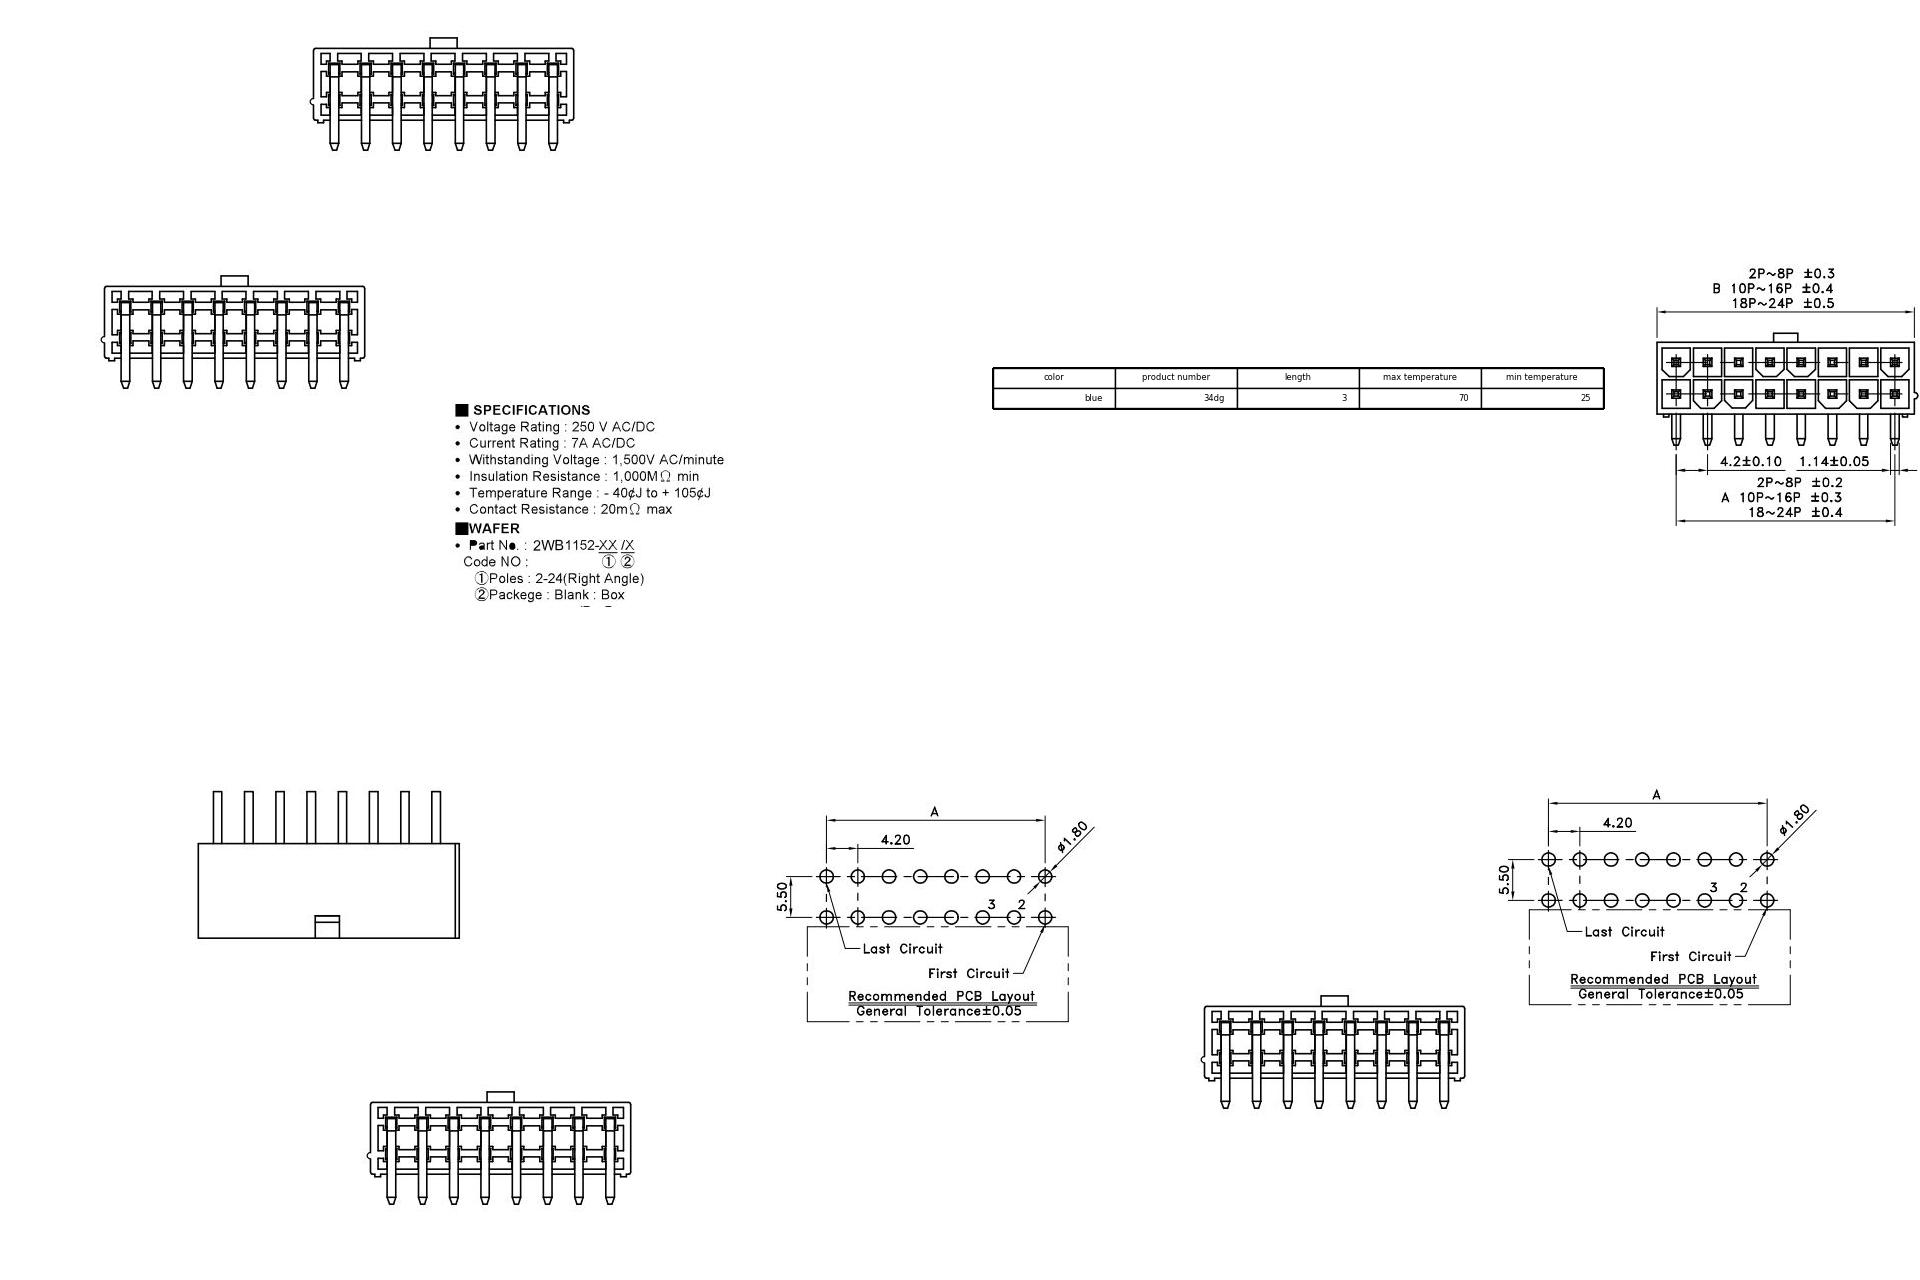 2P~8P ±0.3
B 10P~16P ±0.4
18P~24P ±0.5
color product number length max temperature min temperature
blue 34dg 3 70 25
■ SPECIFICATIONS
• Voltage Rating : 250 V AC/DC
• Current Rating : 7A AC/DC
• Withstanding Voltage : 1,500V AC/minute
• Insulation Resistance : 1,000MΩ min
• Temperature Range : - 40¢J to + 105¢J
• Contact Resistance : 20mΩ max
■WAFER
• Part No. : 2WB1152-XX /X
Code NO : ① ②
①Poles : 2-24(Right Angle)
②Packege : Blank : Box
4.2±0.10 1.14±0.05
2P~8P ±0.2
A 10P~16P ±0.3
18~24P ±0.4
A
4.20
ø1.80
5.50
3 2
Last Circuit
First Circuit
Recommended PCB Layout
General Tolerance±0.05
A
4.20
ø1.80
5.50
3 2
Last Circuit
First Circuit
Recommended PCB Layout
General Tolerance±0.05